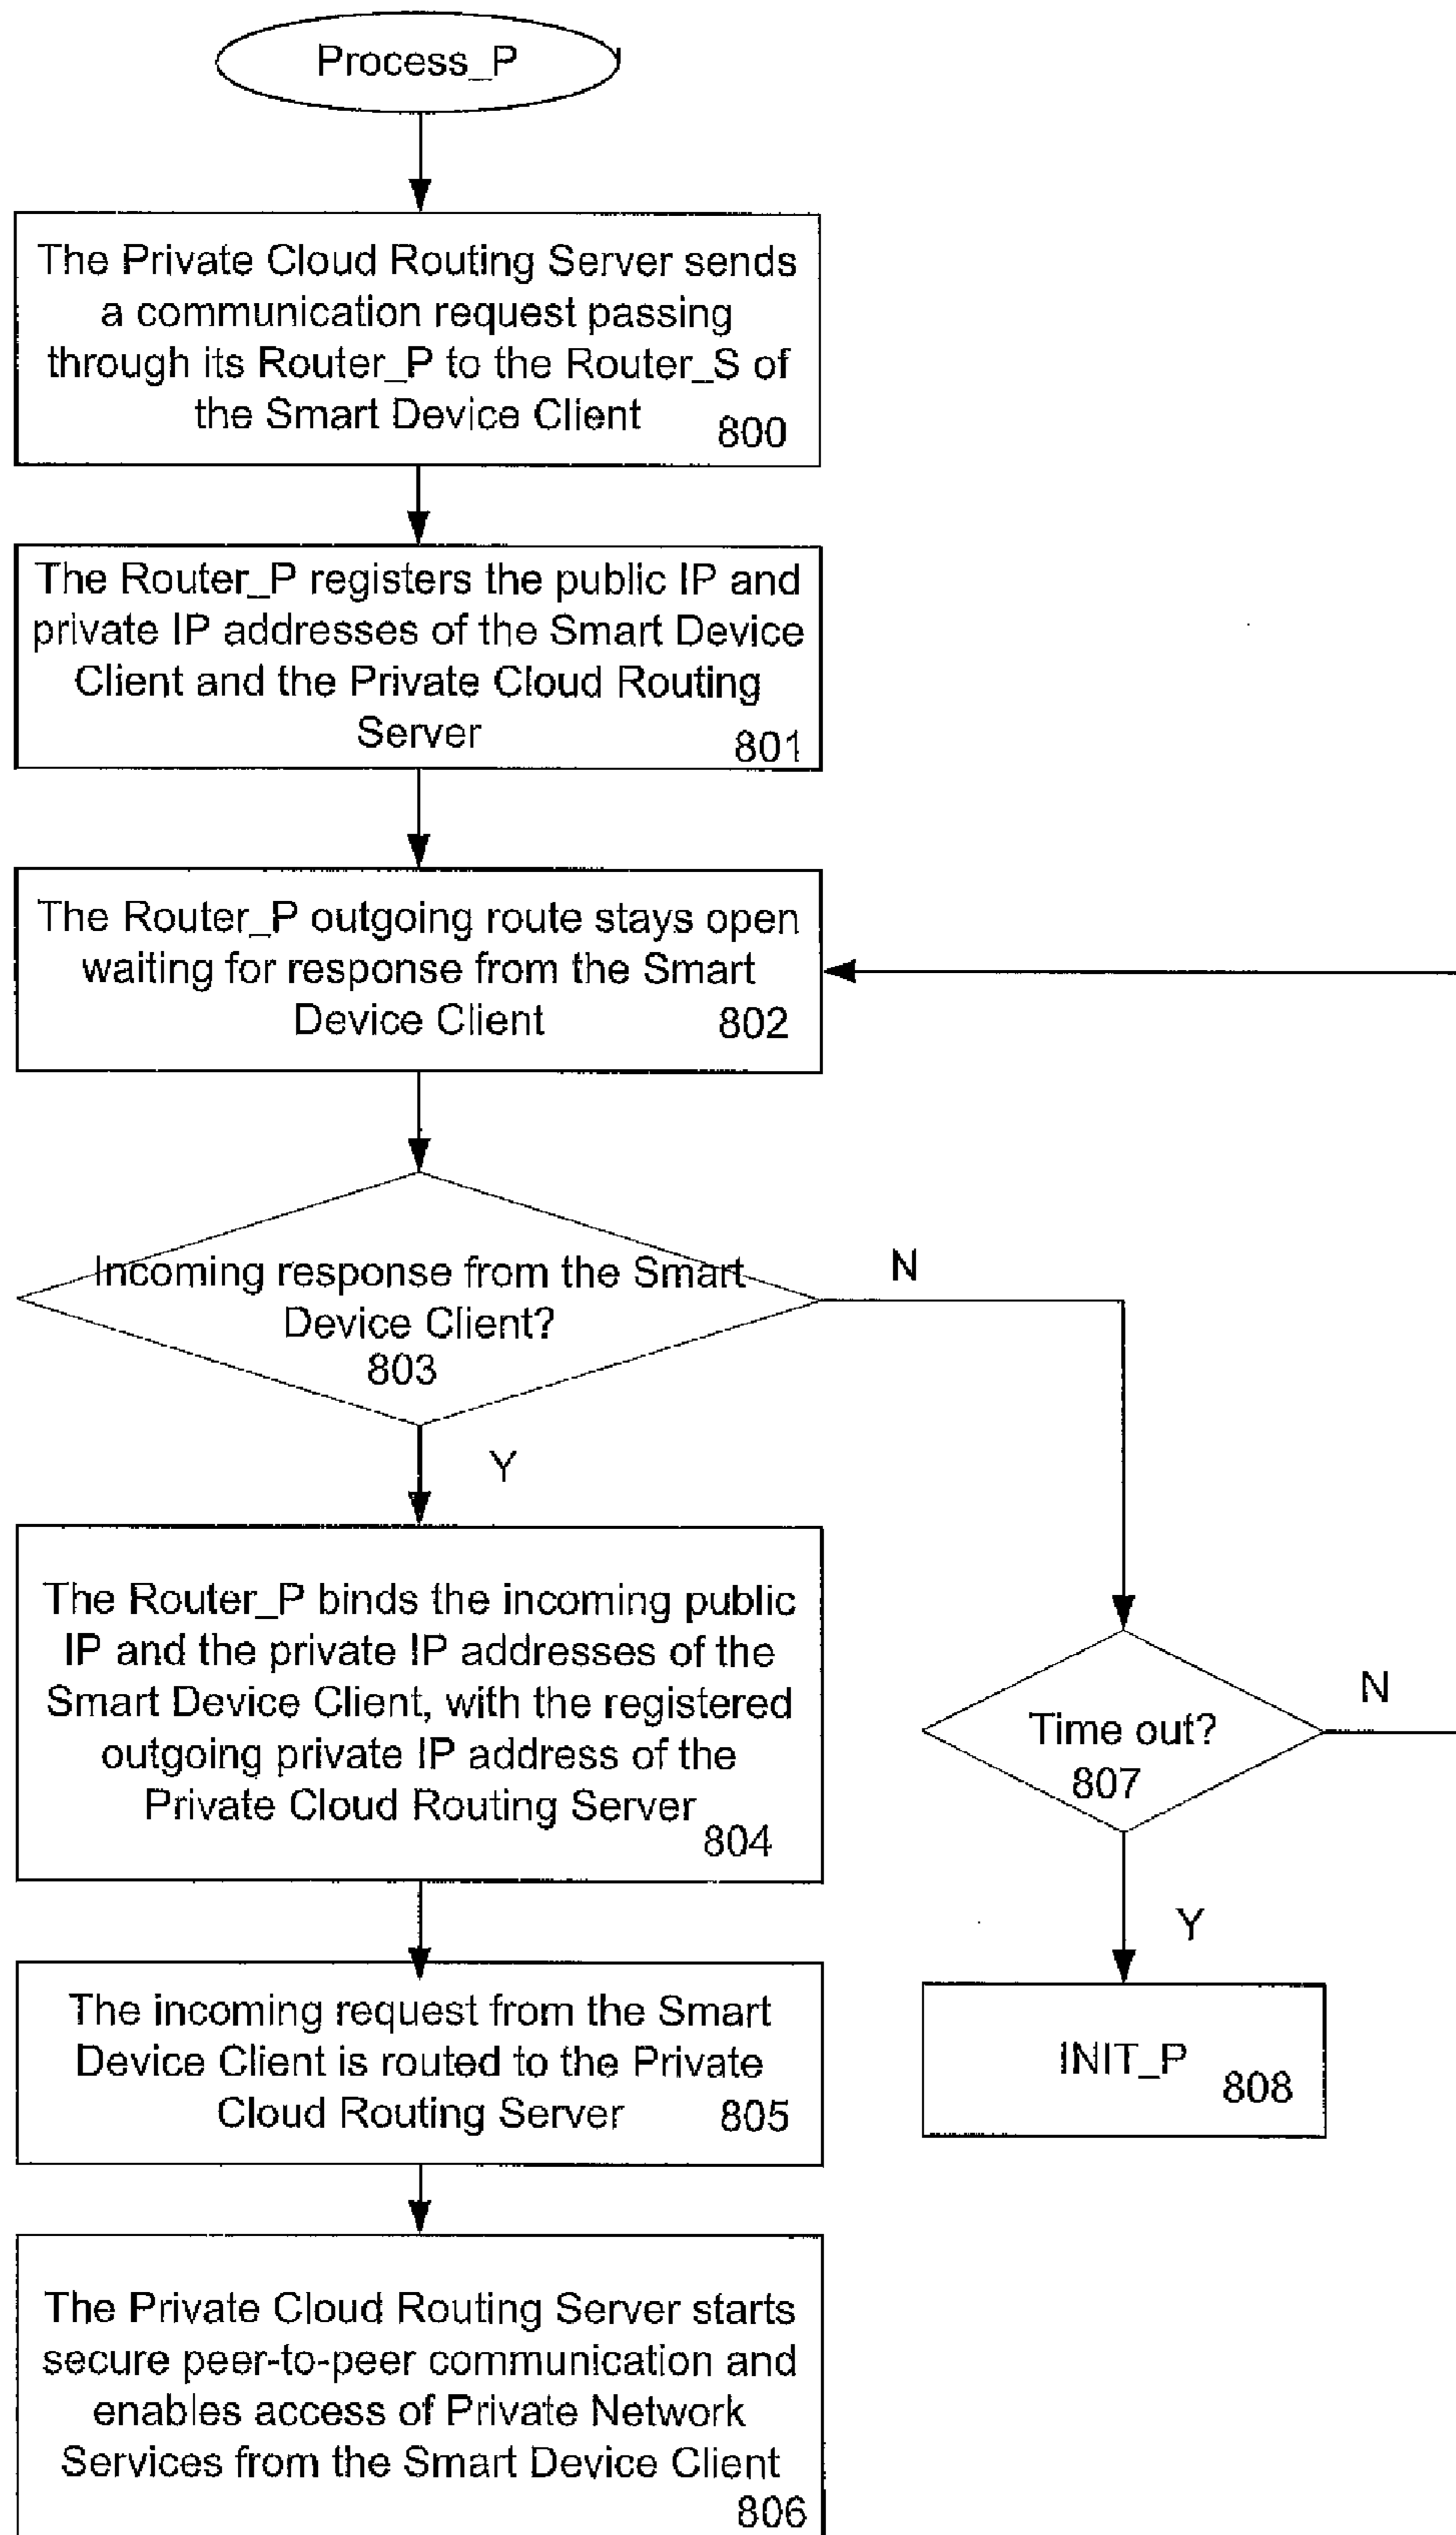 Process_P
The Private Cloud Routing Server sends
a communication request passing
through its Router_P to the Router_S of
the Smart Device Client
800
The Router_P registers the public IP and
private IP addresses of the Smart Device
Client and the Private Cloud Routing
Server
801
The Router_P outgoing route stays open
waiting for response from the Smart
Device Client
802
Incoming response from the Smart
Device Client?
803
N
Y
The Router_P binds the incoming public
IP and the private IP addresses of the
Smart Device Client, with the registered
outgoing private IP address of the
Private Cloud Routing Server
804
Time out?
807
N
Y
The incoming request from the Smart
Device Client is routed to the Private
Cloud Routing Server
805
INIT_P
808
The Private Cloud Routing Server starts
secure peer-to-peer communication and
enables access of Private Network
Services from the Smart Device Client
806